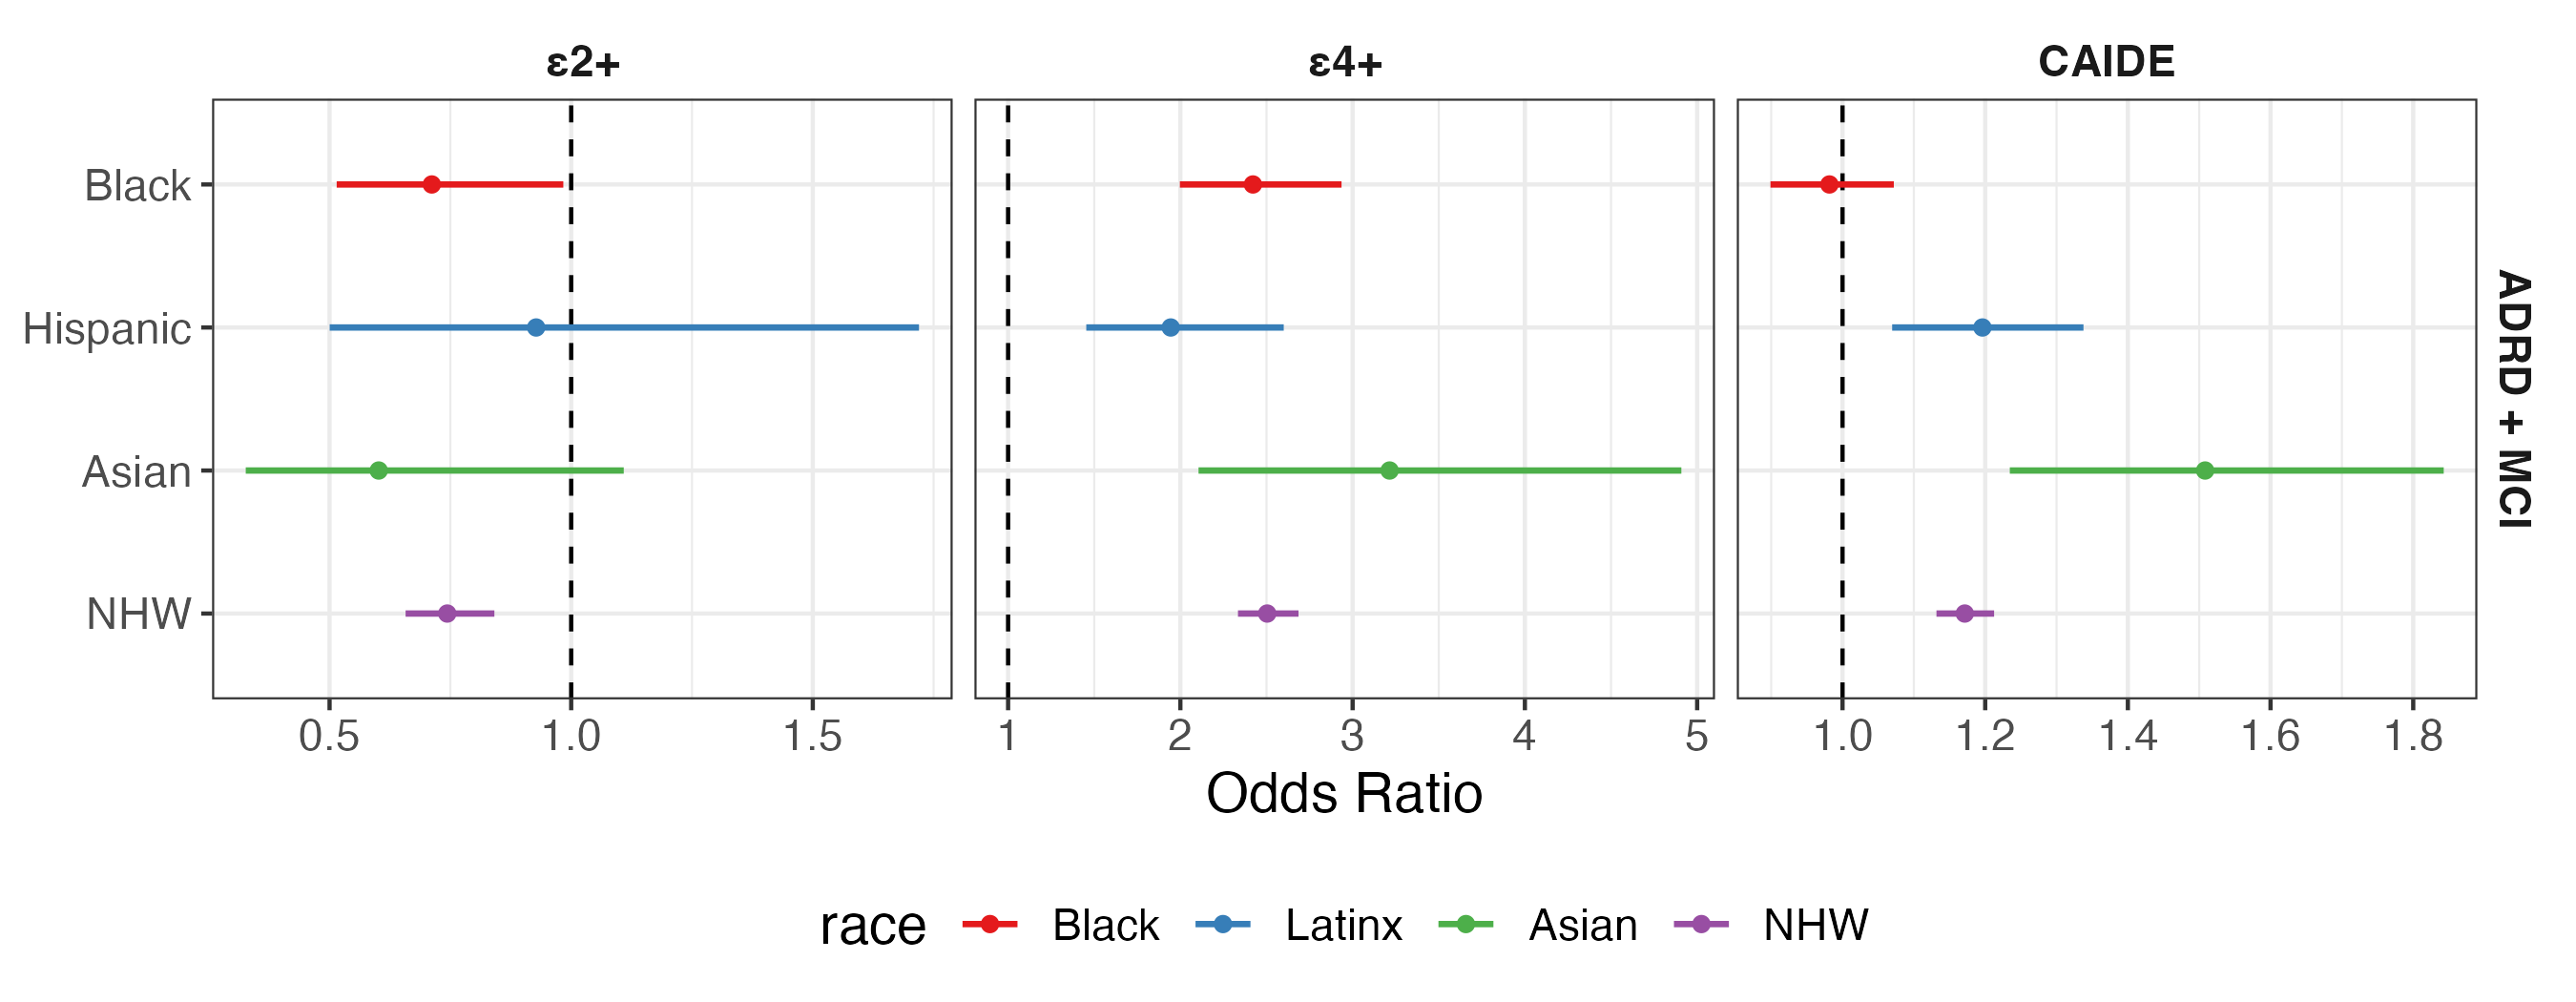 ε2+ ε4+ CAIDE
Black
Hispanic
Asian
NHW
ADRD + MCI
0.5 1.0 1.5 1 2 3 4 5 1.0 1.2 1.4 1.6 1.8
Odds Ratio
race Black Latinx Asian NHW